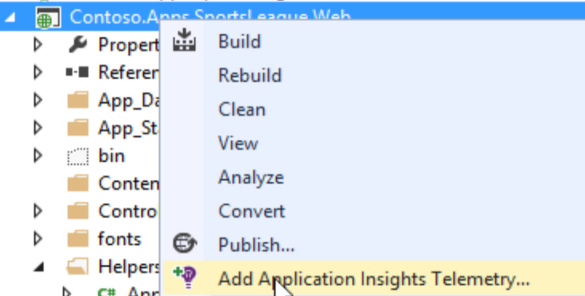 Contoso.Apps.SportsLeague.Web
Build
Rebuild
Clean
View
Analyze
Convert
Publish...
Add Application Insights Telemetry...
Propert
Referen
App_Da
App_St
bin
Conten
Contro
fonts
Helpers
C# App